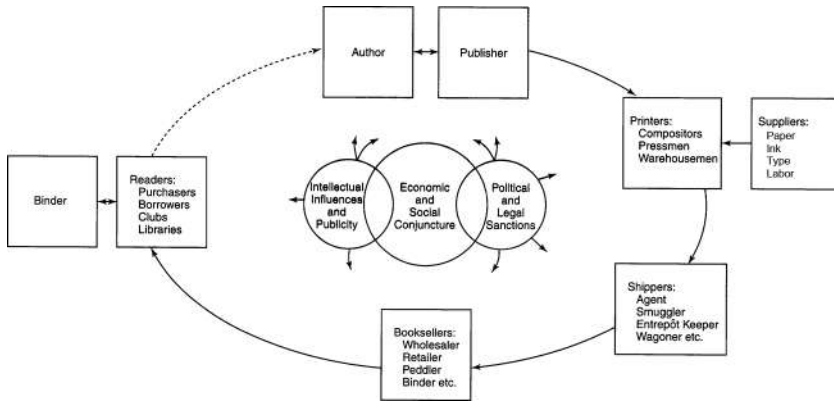 Author
Publisher
Printers:
Compositors
Pressmen
Warehousemen
Suppliers:
Paper
Ink
Type
Labor
Binder
Readers:
Purchasers
Borrowers
Clubs
Libraries
Intellectual
Influences
and
Publicity
Economic
and
Social
Conjuncture
Political
and
Legal
Sanctions
Shippers:
Agent
Smuggler
Entrepôt Keeper
Wagoner etc.
Booksellers:
Wholesaler
Retailer
Peddler
Binder etc.